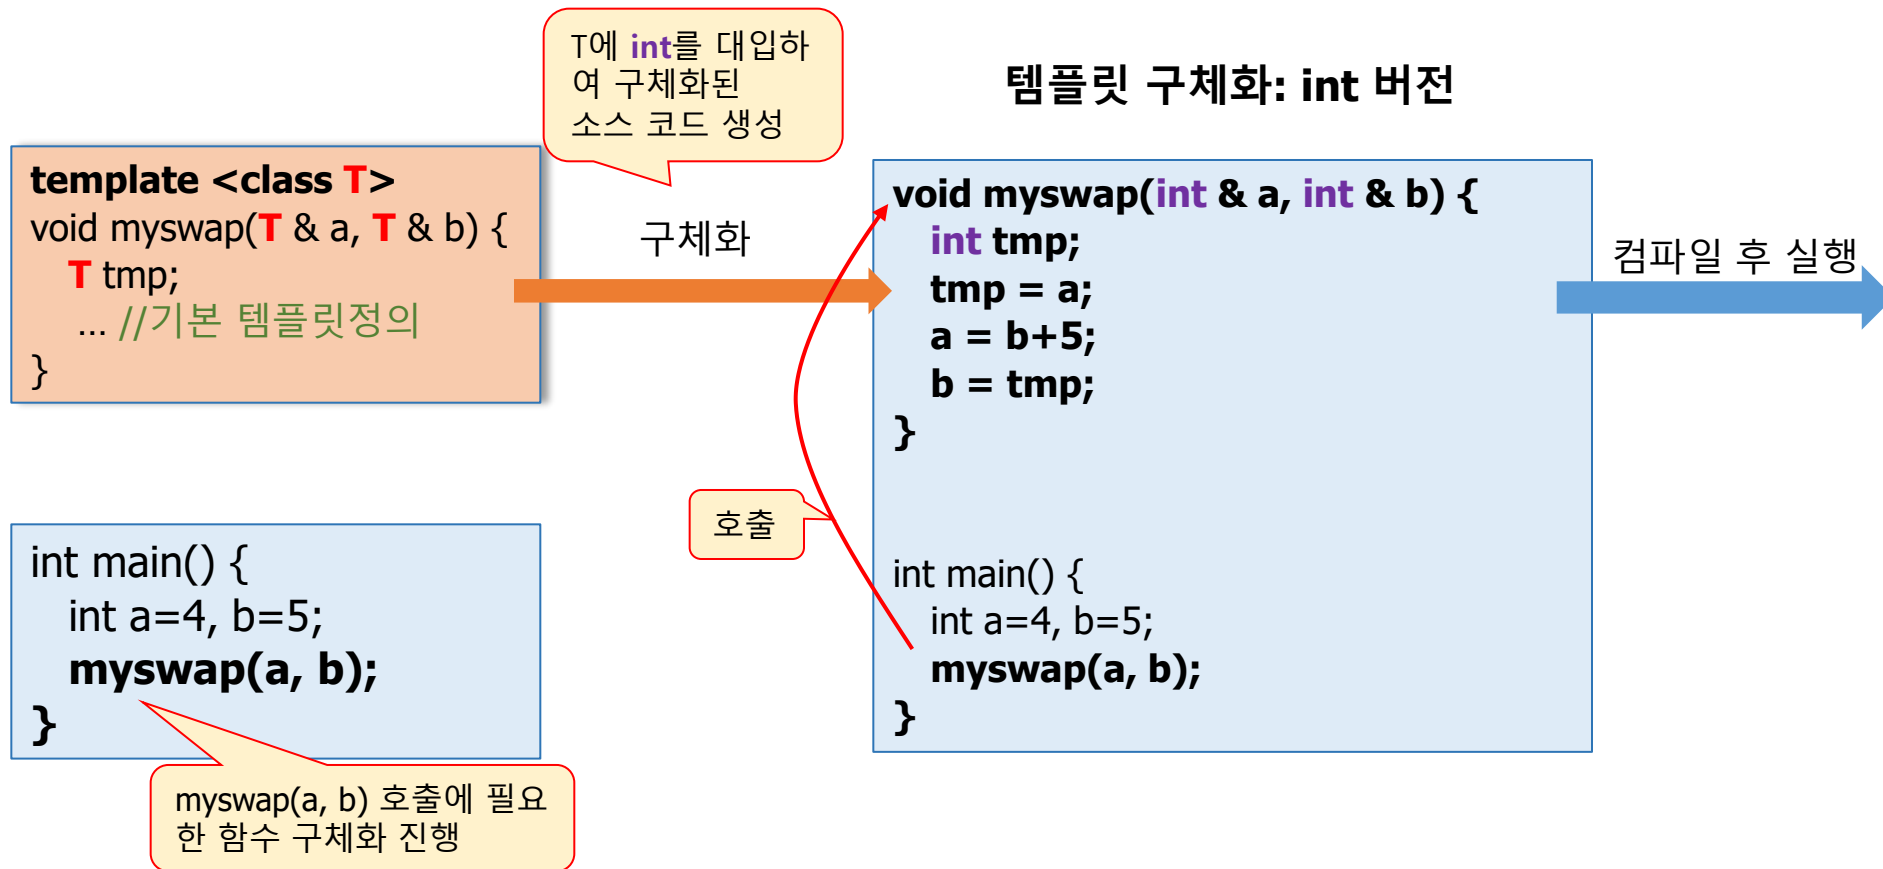 T에 int를 대입하
여 구체화된
소스 코드 생성
템플릿 구체화: int 버전
template <class T>
void myswap(T & a, T & b) {
T tmp;
... //기본 템플릿정의
}
구체화
void myswap(int & a, int & b) {
int tmp;
tmp = a;
a = b+5;
b = tmp;
}
컴파일 후 실행
호출
int main() {
int a=4, b=5;
myswap(a, b);
}
int main() {
int a=4, b=5;
myswap(a, b);
}
myswap(a, b) 호출에 필요
한 함수 구체화 진행